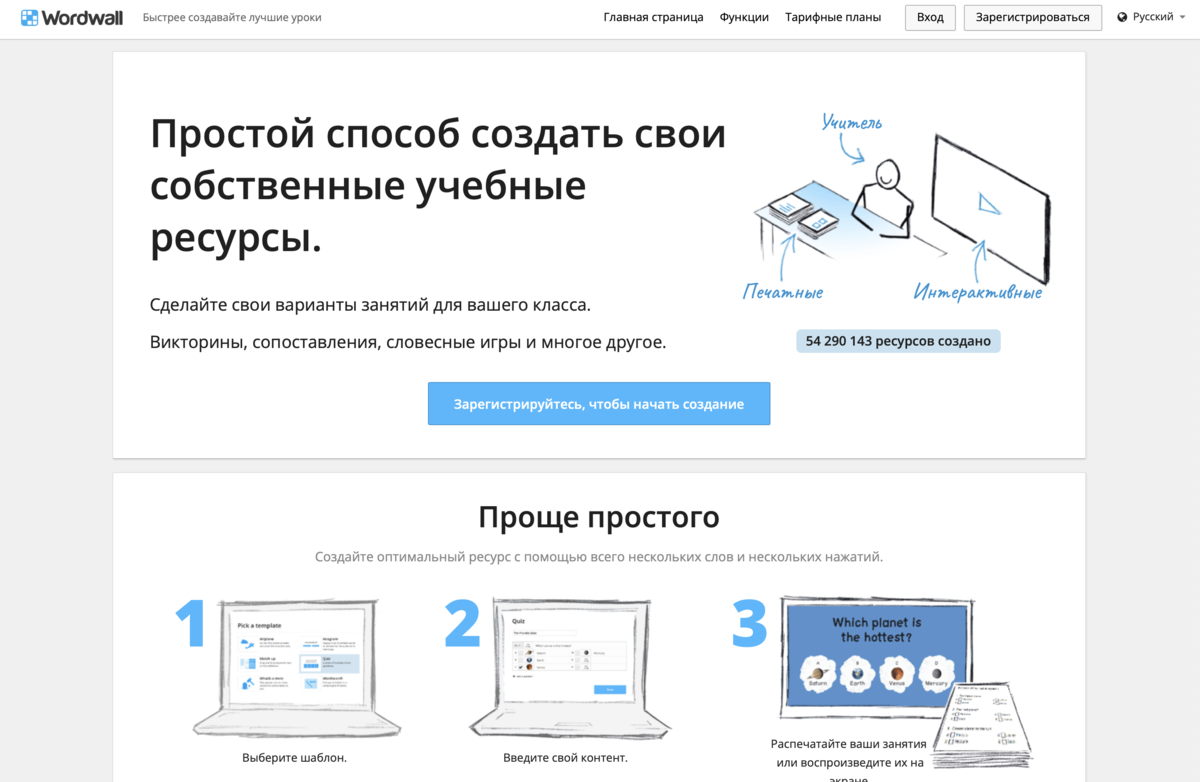 Wordwall
Быстрее создавайте лучшие уроки
Главная страница
Функции
Тарифные планы
Вход
Зарегистрироваться
Русский
Простой способ создать свои
собственные учебные
ресурсы.
Сделайте свои варианты занятий для вашего класса.
Викторины, сопоставления, словесные игры и многое другое.
Учитель
Печатные
Интерактивные
54 290 143 ресурсов создано
Зарегистрируйтесь, чтобы начать создание
Проще простого
Создайте оптимальный ресурс с помощью всего нескольких слов и нескольких нажатий.
1
Pick a template
Выберите шаблон.
2
Quiz
Введите свой контент.
3
Which planet is
the hottest?
A
Saturn
B
Earth
C
Venus
D
Mercury
Распечатайте ваши занятия
или воспроизведите их на
экране.